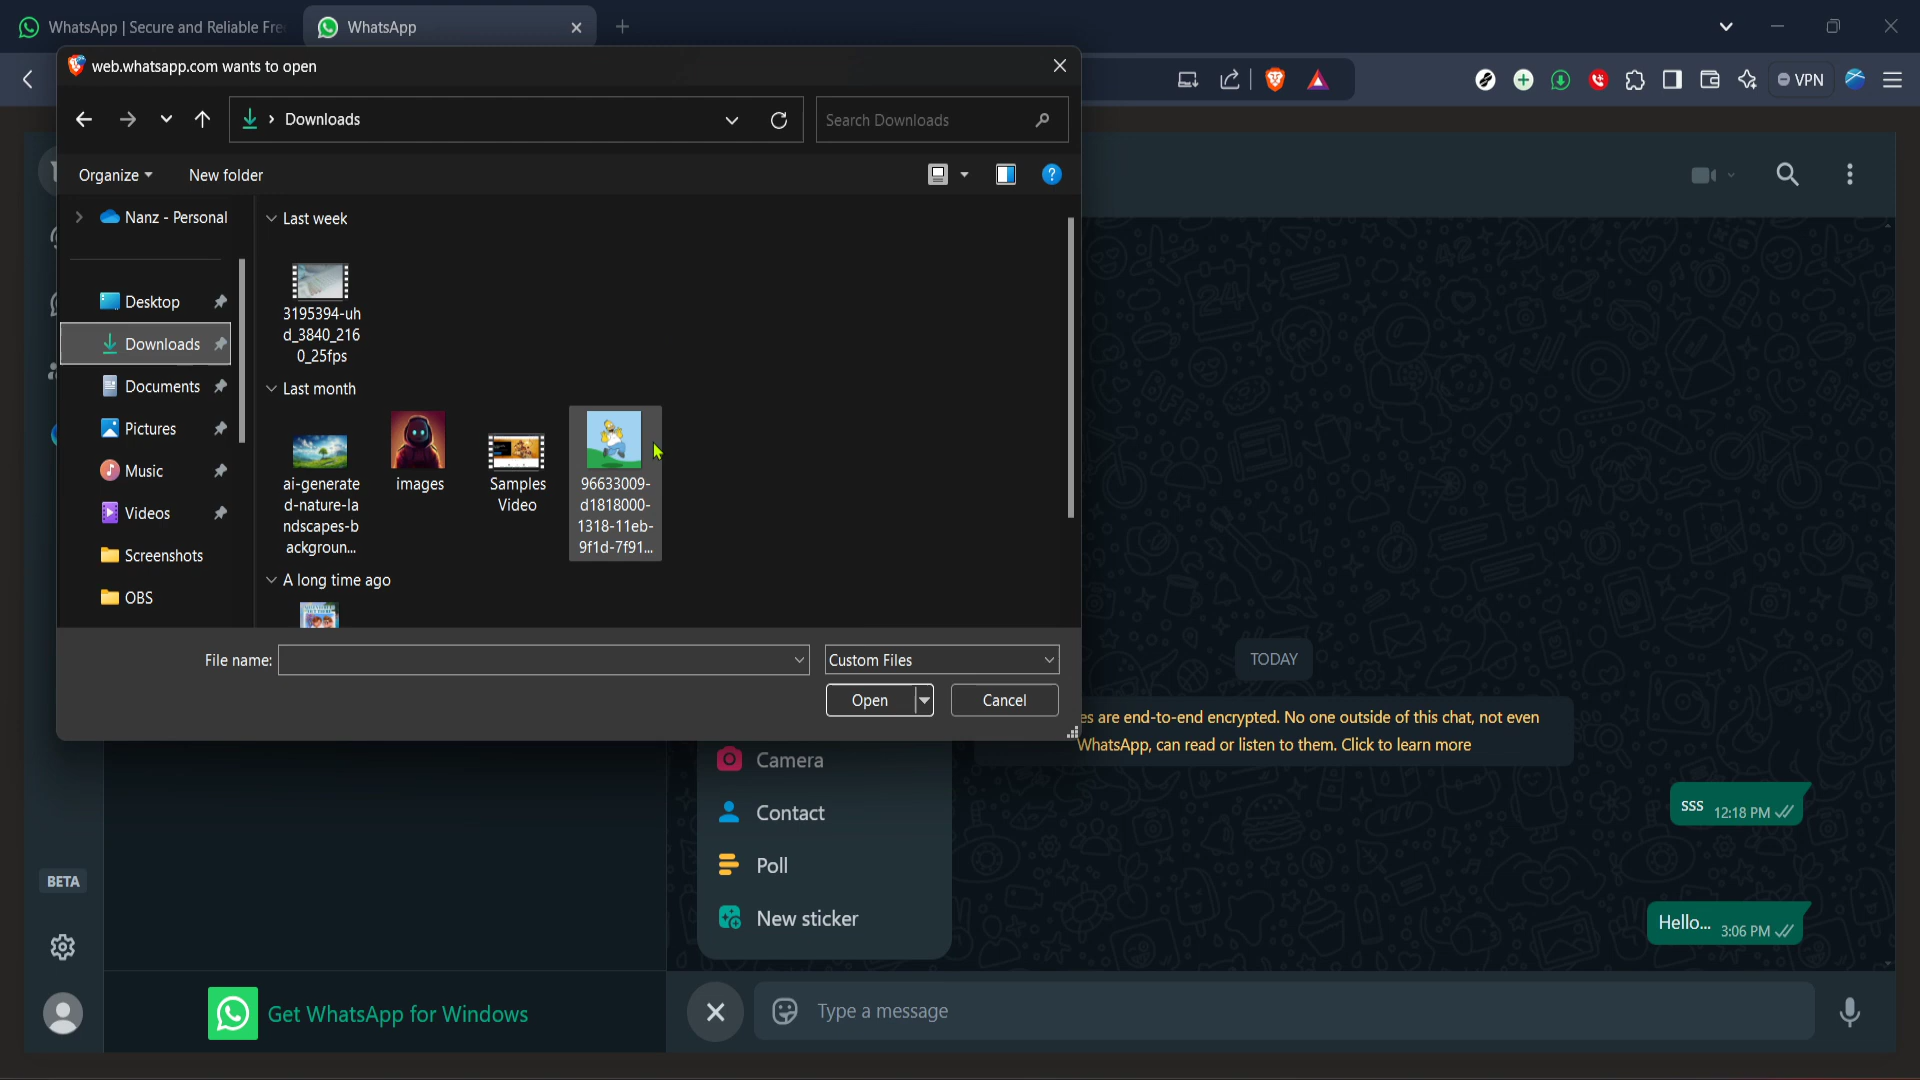 WhatsApp | Secure and Reliable Fre
WhatsApp
web.whatsapp.com wants to open
Downloads
Search Downloads
VPN
Organize
New folder
Nanz - Personal
Desktop
Downloads
Documents
Pictures
Music
Videos
Screenshots
OBS
Last week
3195394-uh
d_3840_216
0_25fps
Last month
ai-generate
d-nature-la
ndscapes-b
ackgroun...
images
Samples
Video
96633009-
d1818000-
1318-11eb-
9f1d-7f91...
A long time ago
File name:
Custom Files
Open
Cancel
TODAY
es are end-to-end encrypted. No one outside of this chat, not even
WhatsApp, can read or listen to them. Click to learn more
Camera
Contact
Poll
New sticker
sss 12:18 PM
Hello... 3:06 PM
BETA
Get WhatsApp for Windows
Type a message